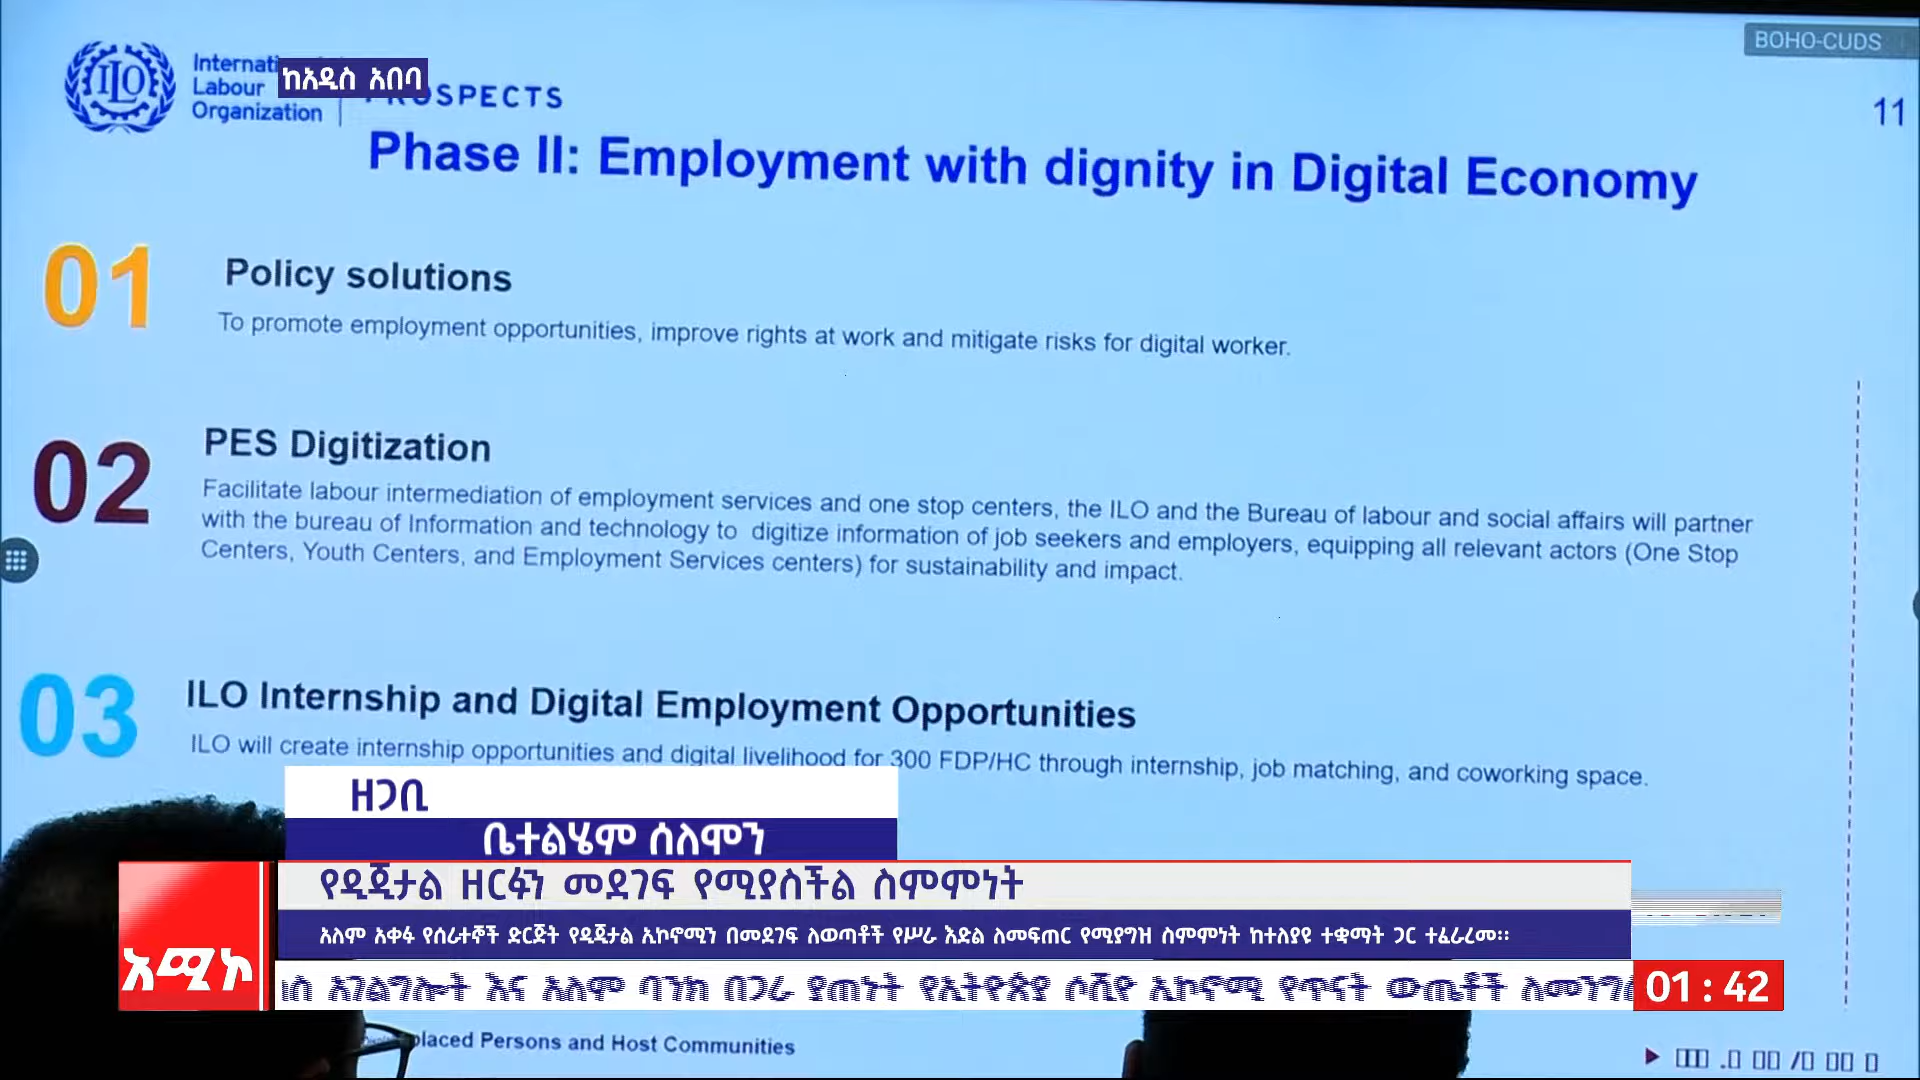 BOHO-CUDS
ከአዲስ አበባ
Labour
Organization
11
Phase II: Employment with dignity in Digital Economy
01
Policy solutions
To promote employment opportunities, improve rights at work and mitigate risks for digital worker.
02
PES Digitization
Facilitate labour intermediation of employment services and one stop centers, the ILO and the Bureau of labour and social affairs will partner
with the bureau of Information and technology to digitize information of job seekers and employers, equipping all relevant actors (One Stop
Centers, Youth Centers, and Employment Services centers) for sustainability and impact.
03
ILO Internship and Digital Employment Opportunities
ILO will create internship opportunities and digital livelihood for 300 FDP/HC through internship, job matching, and coworking space.
ዘጋቢ
ቤተልሄም ሰለሞን
የዲጂታል ዘርፉን መደገፍ የሚያስችል ስምምነት
አለም አቀፉ የሰራተኞች ድርጅት የዲጂታል ኢኮኖሚን በመደገፍ ለወጣቶች የሥራ እድል ለመፍጠር የሚያግዝ ስምምነት ከተለያዩ ተቋማት ጋር ተፈራረመ፡፡
አሚኮ
አገልግሎት እና አለም ባንክ በጋራ ያጠኑት የኢትዮጵያ ሶሺዮ ኢኮኖሚ የጥናት ውጤቶች
01:42
Persons and Host Communities